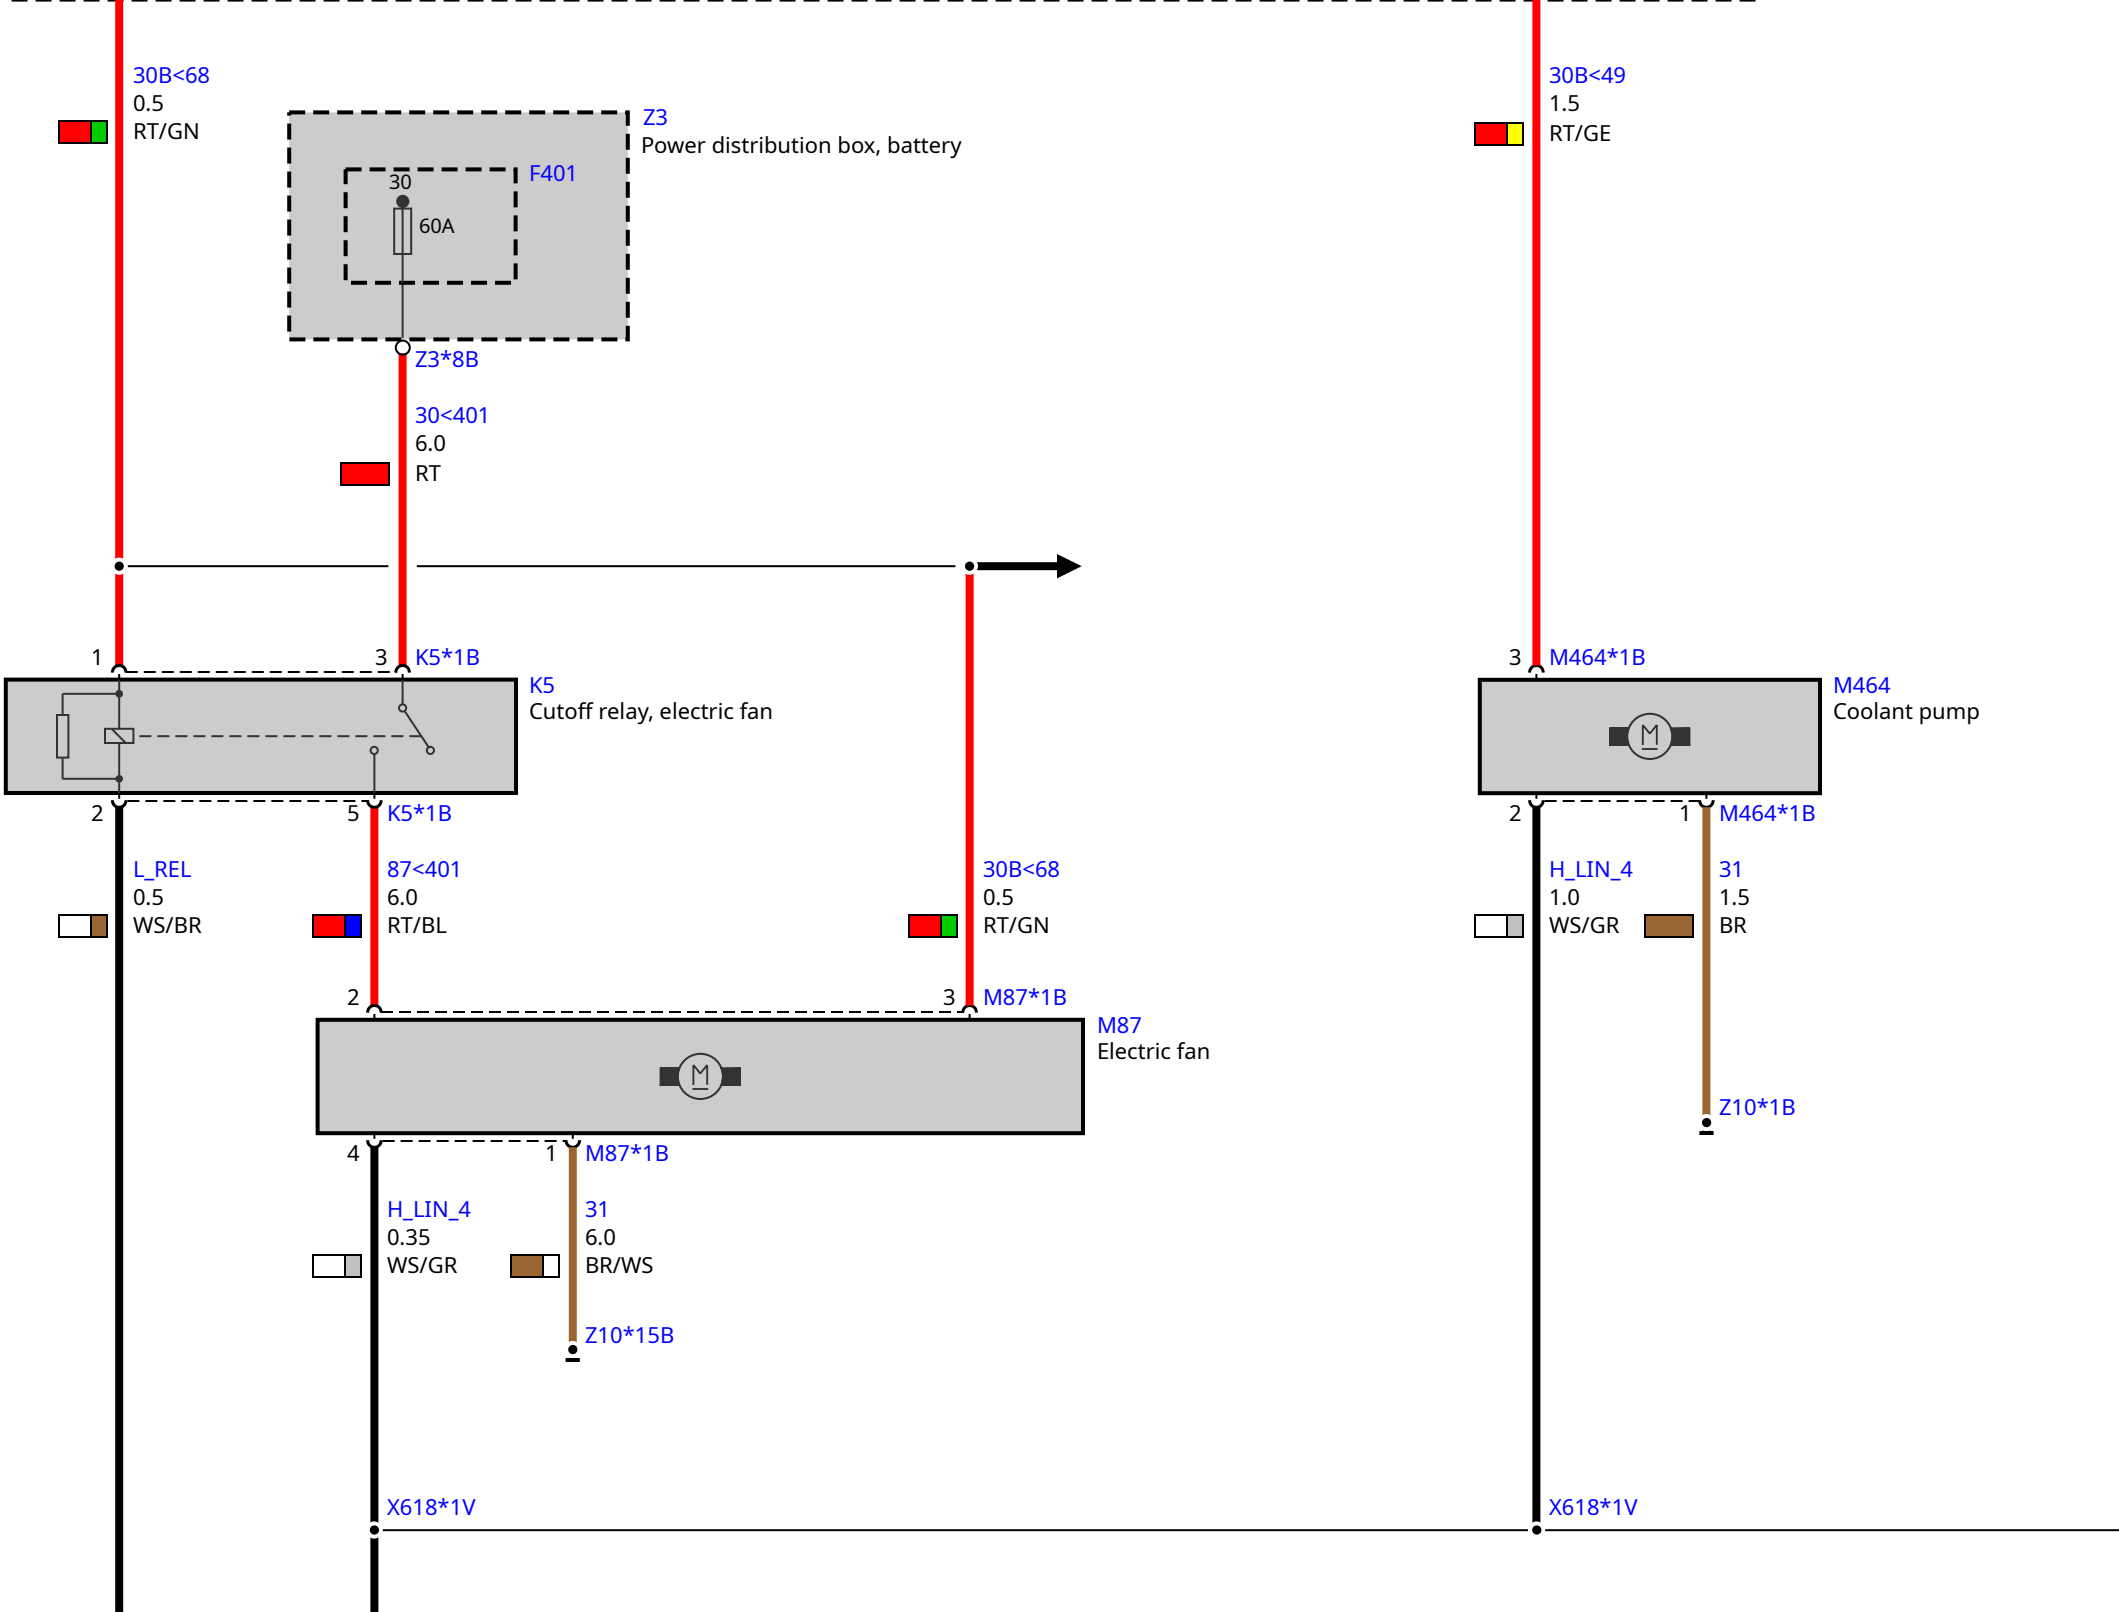 30B<68
0.5
RT/GN
Z3
Power distribution box, battery
F401
30
60A
Z3*8B
30<401
6.0
RT
30B<49
1.5
RT/GE
1
3
K5*1B
K5
Cutoff relay, electric fan
2
5
K5*1B
L_REL
0.5
WS/BR
87<401
6.0
RT/BL
30B<68
0.5
RT/GN
2
3
M87*1B
M87
Electric fan
M
4
1
M87*1B
H_LIN_4
0.35
WS/GR
31
6.0
BR/WS
Z10*15B
X618*1V
3
M464*1B
M464
Coolant pump
M
2
1
M464*1B
H_LIN_4
1.0
WS/GR
31
1.5
BR
Z10*1B
X618*1V